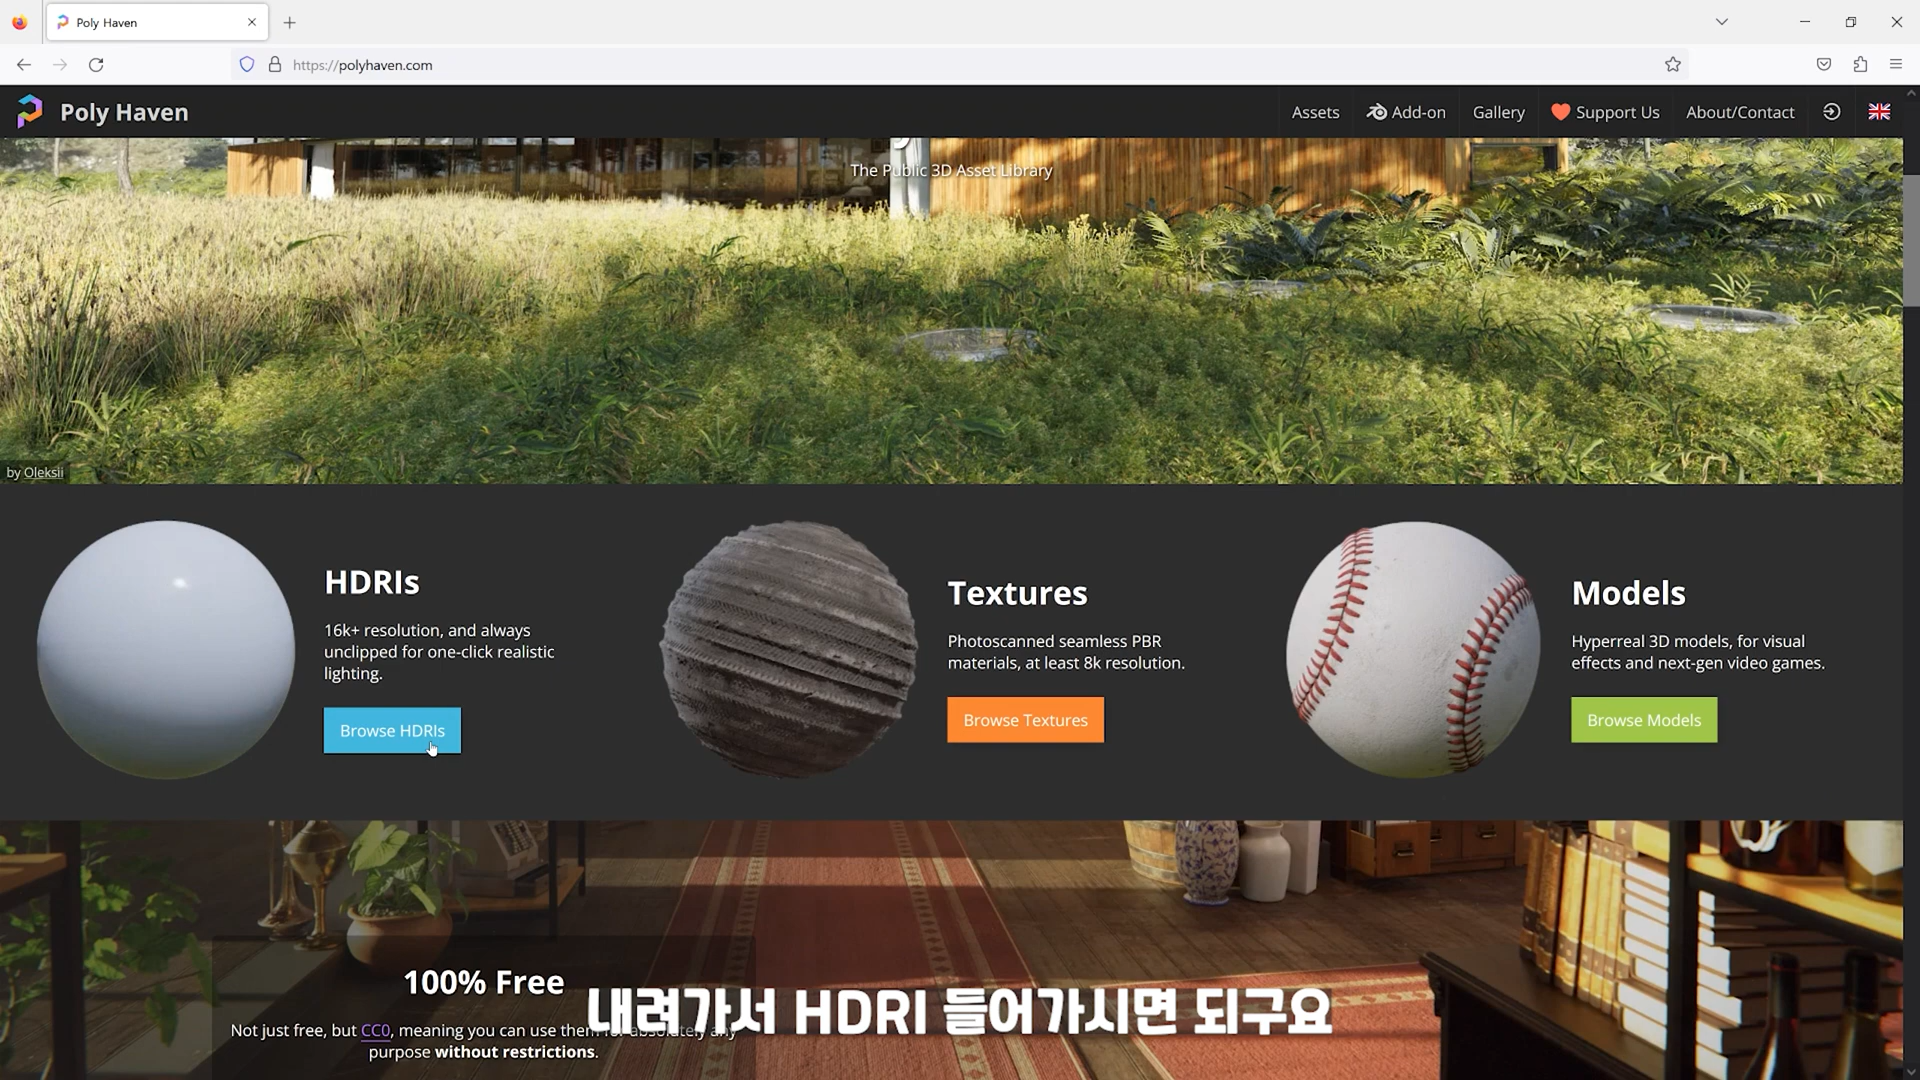 Poly Haven
https://polyhaven.com
Poly Haven
Assets
Add-on
Gallery
Support Us
About/Contact
The Public 3D Asset Library
by Oleksii
HDRIs
16k+ resolution, and always
unclipped for one-click realistic
lighting.
Browse HDRIs
Textures
Photoscanned seamless PBR
materials, at least 8k resolution.
Browse Textures
Models
Hyperreal 3D models, for visual
effects and next-gen video games.
Browse Models
100% Free
Not just free, but CC0, meaning you can use them for absolutely any
purpose without restrictions.
내려가서 HDRI 들어가시면 되구요